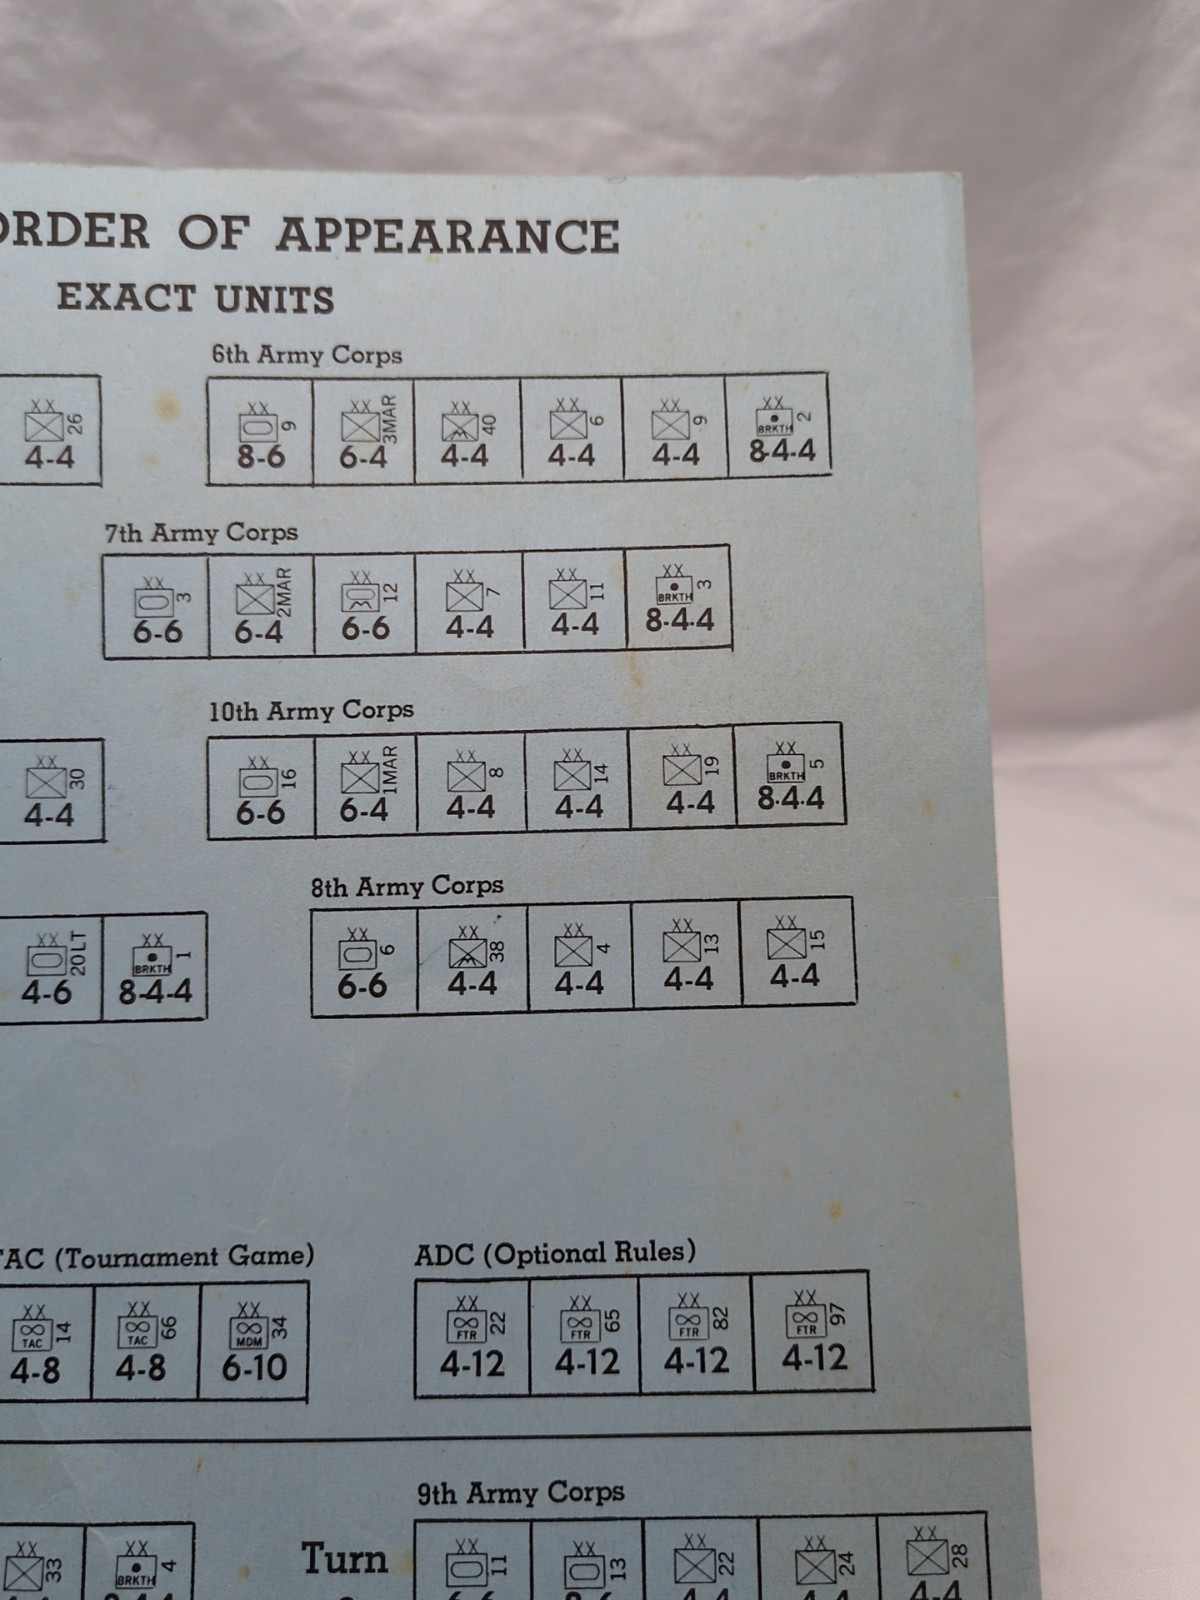 ORDER OF APPEARANCE
EXACT UNITS
6th Army Corps
XX 26 4-4
XX 9 8-6
XX 3MAR 6-4
XX 40 4-4
XX 6 4-4
XX 9 4-4
XX BRKTH 2 8-4-4
7th Army Corps
XX 3 6-6
XX 2MAR 6-4
XX 12 6-6
XX 7 4-4
XX 11 4-4
XX BRKTH 3 8-4-4
10th Army Corps
XX 30 4-4
XX 16 6-6
XX 1MAR 6-4
XX 8 4-4
XX 14 4-4
XX 19 4-4
XX BRKTH 5 8-4-4
8th Army Corps
XX 20LT 4-6
XX BRKTH 1 8-4-4
XX 6 6-6
XX 38 4-4
XX 4 4-4
XX 13 4-4
XX 15 4-4
TAC (Tournament Game)
XX TAC 14 4-8
XX TAC 66 4-8
XX MDM 34 6-10
ADC (Optional Rules)
XX FTR 22 4-12
XX FTR 65 4-12
XX FTR 82 4-12
XX FTR 97 4-12
9th Army Corps
XX 33
XX BRKTH 4
Turn
XX 11
XX 13
XX 22
XX 24
XX 28 4-4